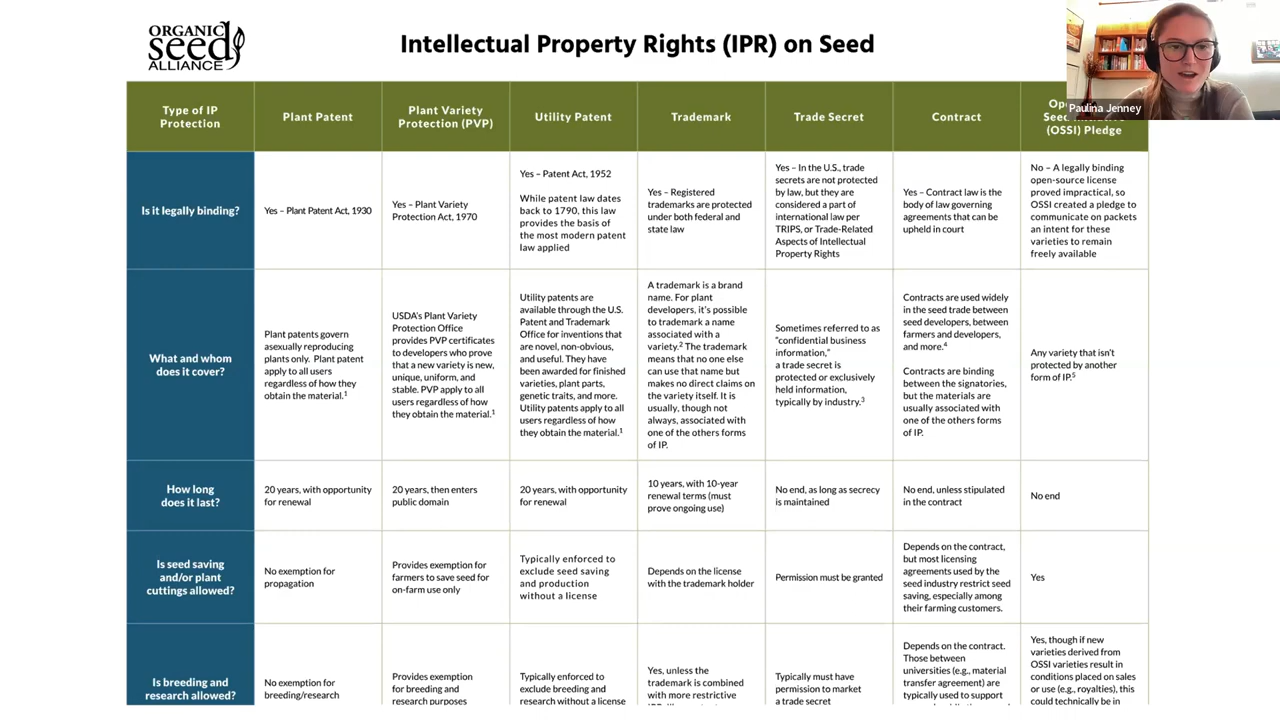 ORGANIC
seed
ALLIANCE
Intellectual Property Rights (IPR) on Seed
Paulina Jenney
Type of IP
Protection
Plant Patent
Plant Variety
Protection (PVP)
Utility Patent
Trademark
Trade Secret
Contract
(OSSI) Pledge
Is it legally binding?
Yes – Plant Patent Act, 1930
Yes – Plant Variety
Protection Act, 1970
Yes – Patent Act, 1952
While patent law dates
back to 1790, this law
provides the basis of
the most modern patent
law applied
Yes – Registered
trademarks are protected
under both federal and
state law
Yes – In the U.S., trade
secrets are not protected
by law, but they are
considered a part of
international law per
TRIPS, or Trade-Related
Aspects of Intellectual
Property Rights
Yes – Contract law is the
body of law governing
agreements that can be
upheld in court
No – A legally binding
open-source license
proved impractical, so
OSSI created a pledge to
communicate on packets
an intent for these
varieties to remain
freely available
What and whom
does it cover?
Plant patents govern
asexually reproducing
plants only. Plant patent
apply to all users
regardless of how they
obtain the material.1
USDA's Plant Variety
Protection Office
provides PVP certificates
to developers who prove
that a new variety is new,
unique, uniform, and
stable. PVP apply to all
users regardless of how
they obtain the material.1
Utility patents are
available through the U.S.
Patent and Trademark
Office for inventions that
are novel, non-obvious,
and useful. They have
been awarded for finished
varieties, plant parts,
genetic traits, and more.
Utility patents apply to all
users regardless of how
they obtain the material.1
A trademark is a brand
name. For plant
developers, it's possible
to trademark a name
associated with a
variety.2 The trademark
means that no one else
can use that name but
makes no direct claims on
the variety itself. It is
usually, though not
always, associated with
one of the others forms
of IP.
Sometimes referred to as
"confidential business
information,"
a trade secret is
protected or exclusively
held information,
typically by industry.3
Contracts are used widely
in the seed trade between
seed developers, between
farmers and developers,
and more.4
Contracts are binding
between the signatories,
but the materials are
usually associated with
one of the others forms
of IP.
Any variety that isn't
protected by another
form of IP.5
How long
does it last?
20 years, with opportunity
for renewal
20 years, then enters
public domain
20 years, with opportunity
for renewal
10 years, with 10-year
renewal terms (must
prove ongoing use)
No end, as long as secrecy
is maintained
No end, unless stipulated
in the contract
No end
Is seed saving
and/or plant
cuttings allowed?
No exemption for
propagation
Provides exemption for
farmers to save seed for
on-farm use only
Typically enforced to
exclude seed saving
and production
without a license
Depends on the license
with the trademark holder
Permission must be granted
Depends on the contract,
but most licensing
agreements used by the
seed industry restrict seed
saving, especially among
their farming customers.
Yes
Is breeding and
research allowed?
No exemption for
breeding/research
Provides exemption
for breeding and
research purposes
Typically enforced to
exclude breeding and
research without a license
Yes, unless the
trademark is combined
with more restrictive
Typically must have
permission to market
a trade secret
Depends on the contract.
Those between
universities (e.g., material
transfer agreement) are
typically used to support
Yes, though if new
varieties derived from
OSSI varieties result in
conditions placed on sales
or use (e.g., royalties), this
could technically be in